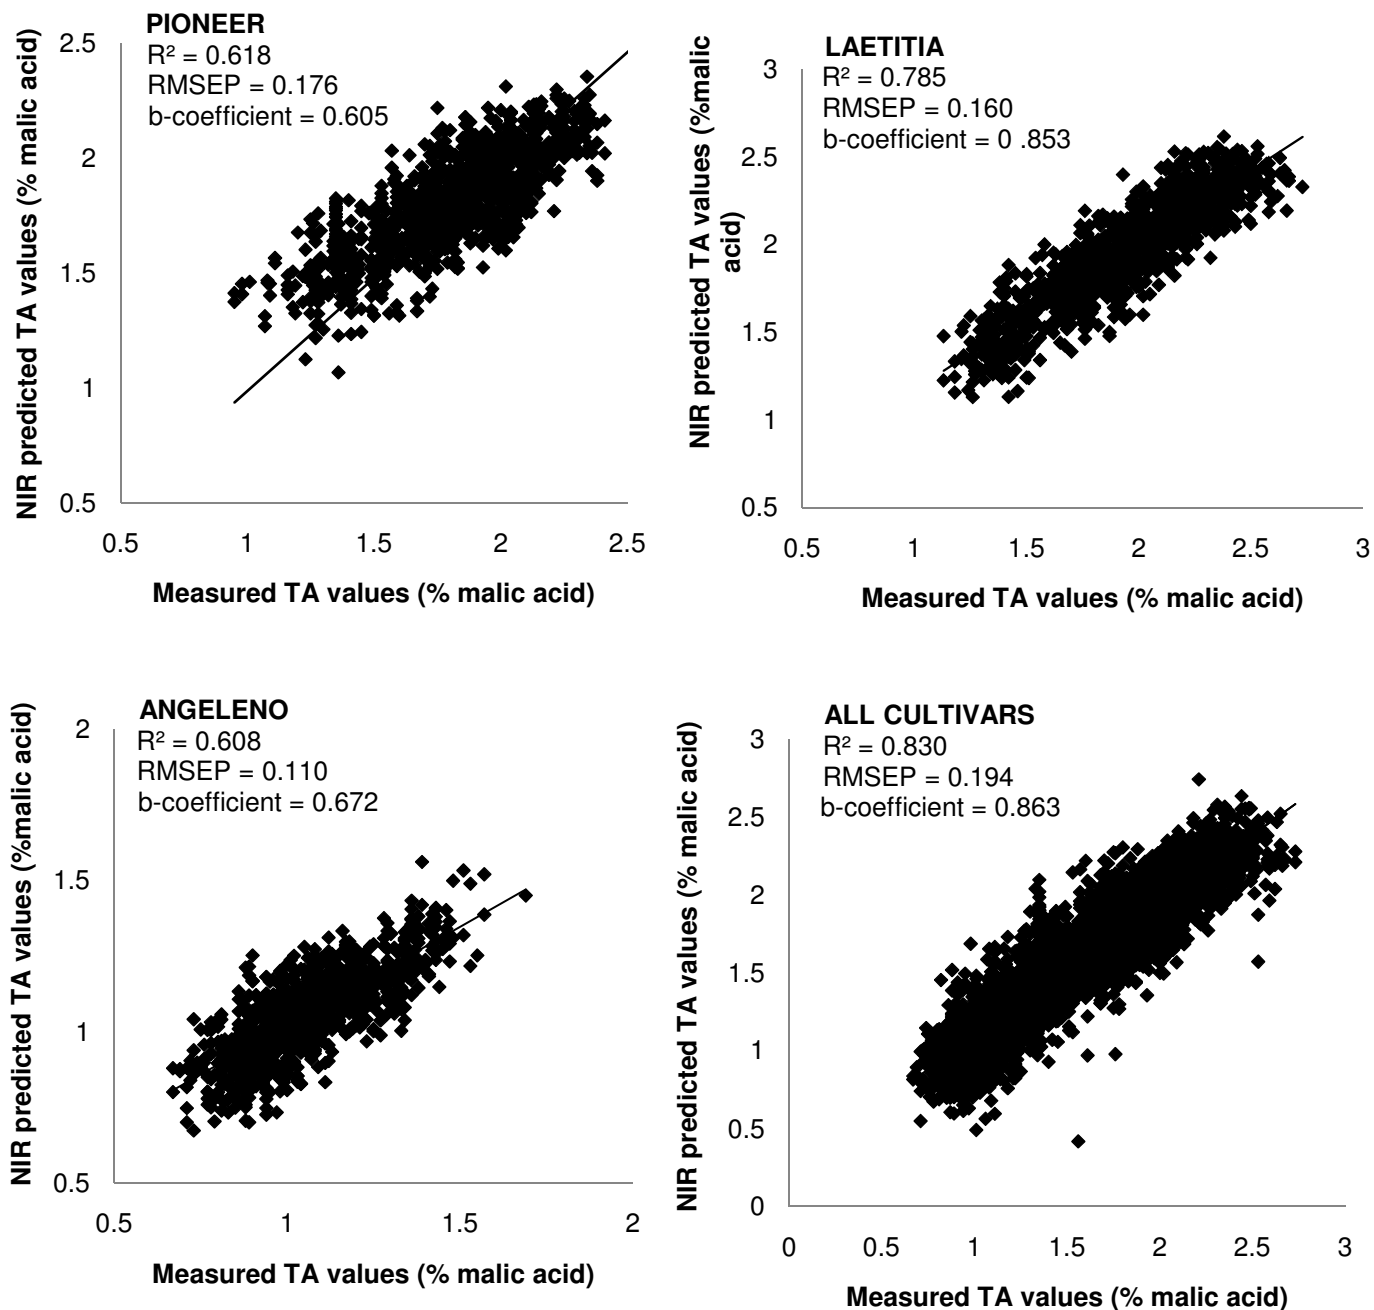 PIONEER
R² = 0.618
RMSEP = 0.176
b-coefficient = 0.605
NIR predicted TA values (% malic acid)
2.5
2
1.5
1
0.5
0.5 1 1.5 2 2.5
Measured TA values (% malic acid)
LAETITIA
R² = 0.785
RMSEP = 0.160
b-coefficient = 0 .853
NIR predicted TA values (%malic
acid)
3
2.5
2
1.5
1
0.5
0.5 1 1.5 2 2.5 3
Measured TA values (% malic acid)
ANGELENO
R² = 0.608
RMSEP = 0.110
b-coefficient = 0.672
NIR predicted TA values (%malic acid)
2
1.5
1
0.5
0.5 1 1.5 2
Measured TA values (% malic acid)
ALL CULTIVARS
R² = 0.830
RMSEP = 0.194
b-coefficient = 0.863
NIR predicted TA values (% malic acid)
3
2.5
2
1.5
1
0.5
0
0 0.5 1 1.5 2 2.5 3
Measured TA values (% malic acid)